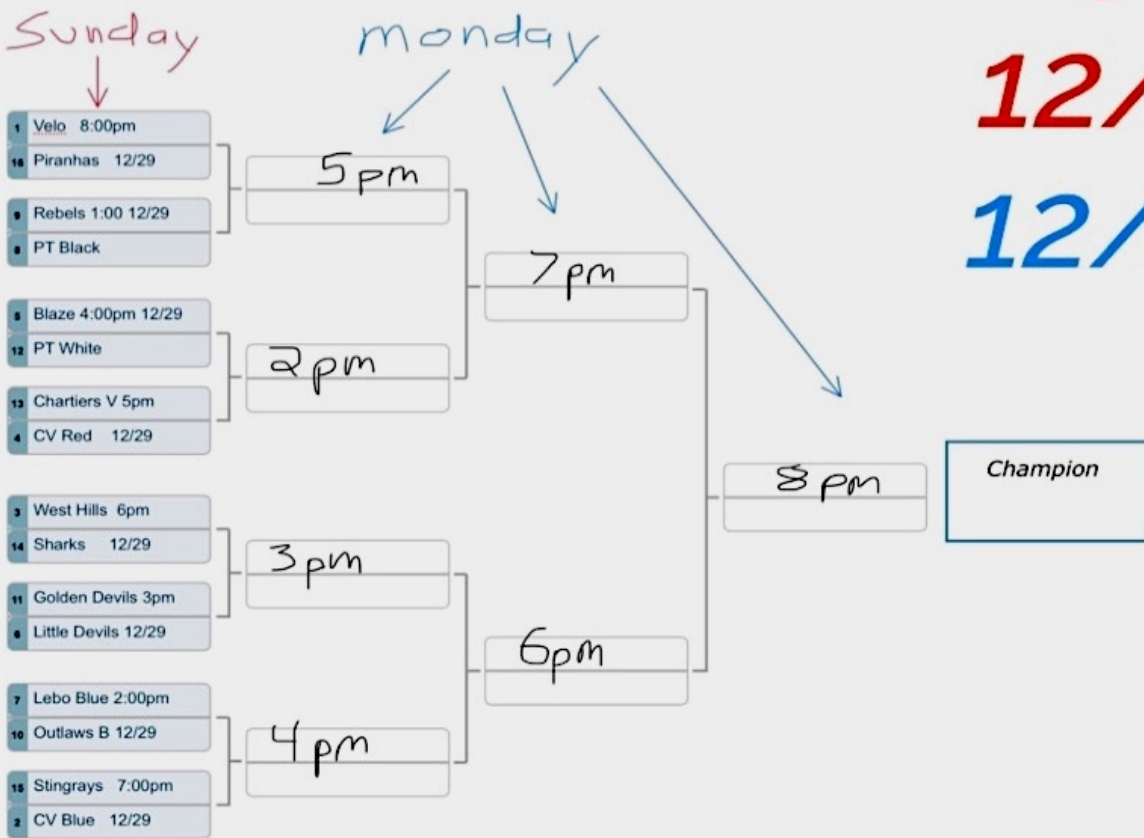 Sunday
monday
12/
12/
1 Velo 8:00pm
16 Piranhas 12/29
9 Rebels 1:00 12/29
8 PT Black
5pm
7pm
5 Blaze 4:00pm 12/29
12 PT White
13 Chartiers V 5pm
4 CV Red 12/29
2pm
8pm
Champion
3 West Hills 6pm
14 Sharks 12/29
11 Golden Devils 3pm
6 Little Devils 12/29
3pm
6pm
7 Lebo Blue 2:00pm
10 Outlaws B 12/29
15 Stingrays 7:00pm
2 CV Blue 12/29
4pm